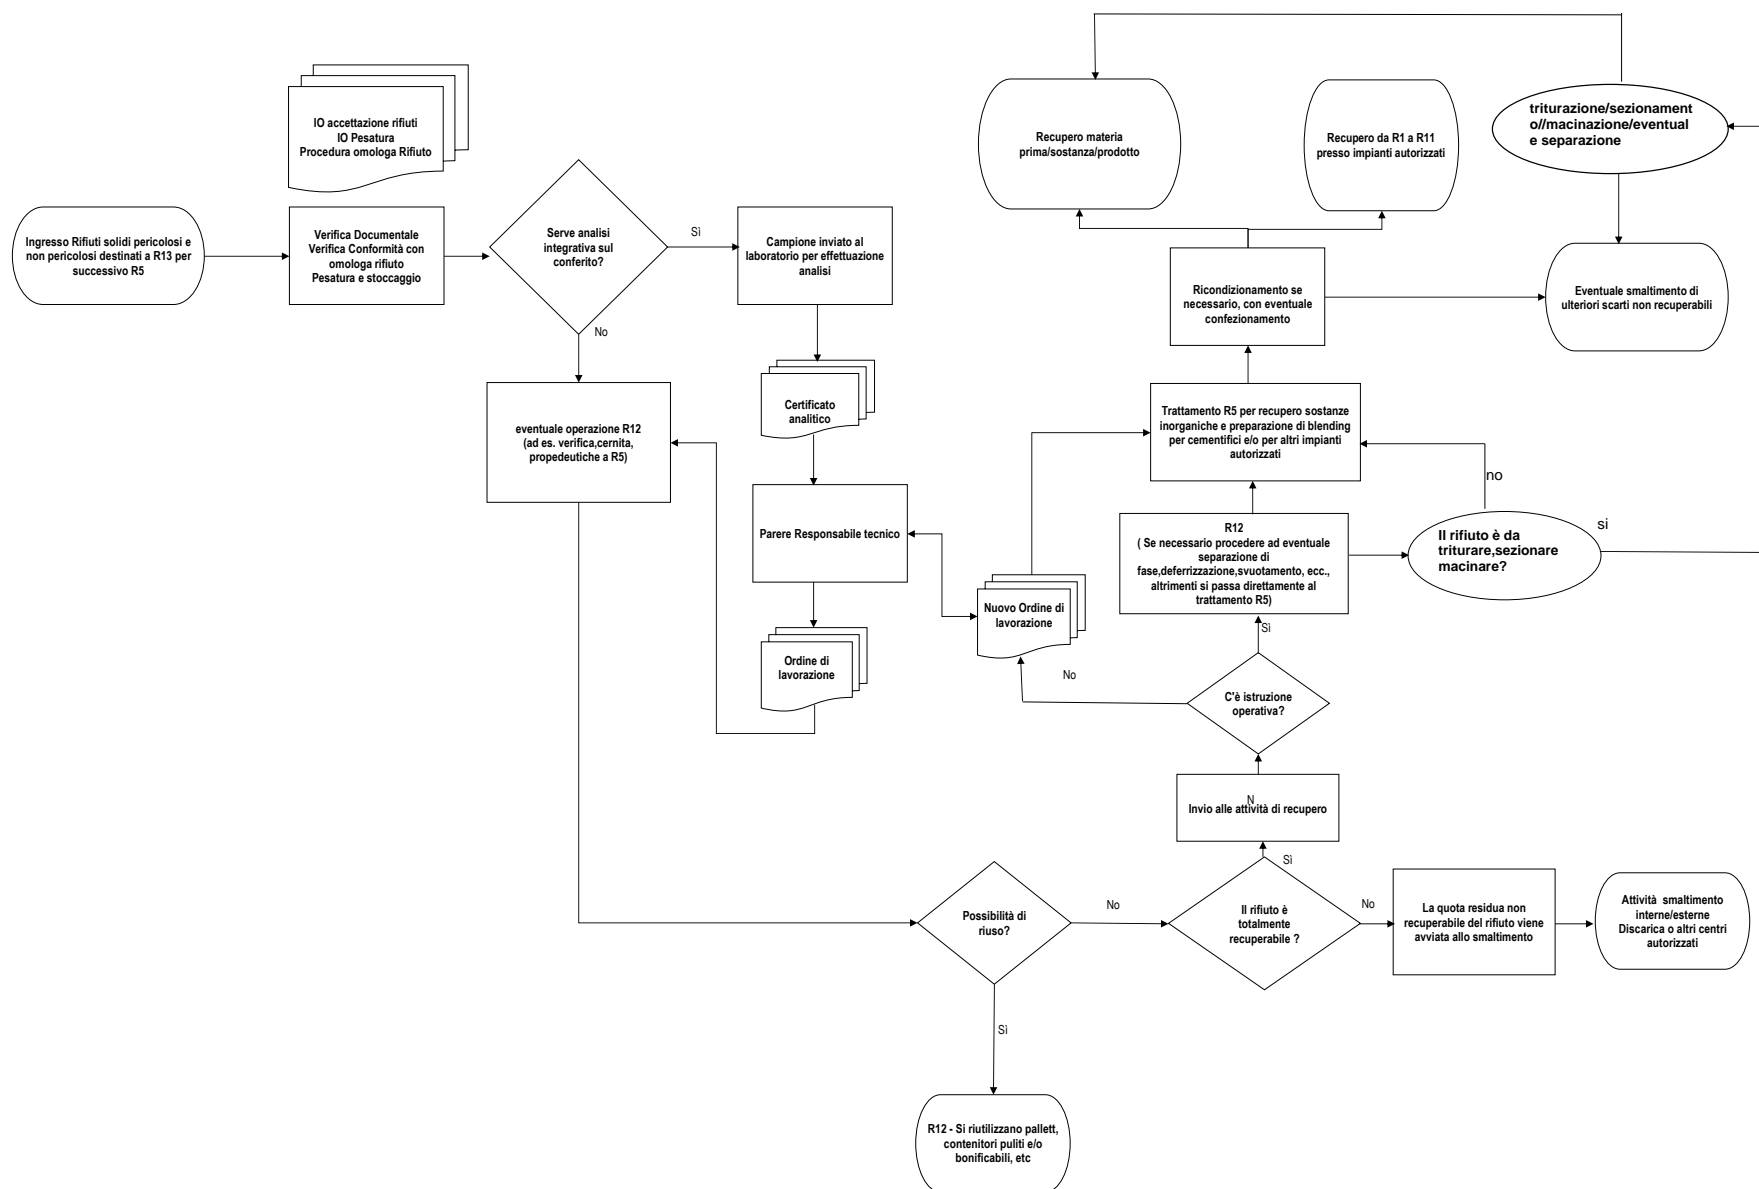 IO accettazione rifiuti
IO Pesatura
Procedura omologa Rifiuto
Ingresso Rifiuti solidi pericolosi e
non pericolosi destinati a R13 per
successivo R5
Verifica Documentale
Verifica Conformità con
omologa rifiuto
Pesatura e stoccaggio
Serve analisi
integrativa sul
conferito?
Sì
No
Campione inviato al
laboratorio per effettuazione
analisi
Certificato
analitico
eventuale operazione R12
(ad es. verifica,cernita,
propedeutiche a R5)
Parere Responsabile tecnico
Ordine di
lavorazione
Nuovo Ordine di
lavorazione
Recupero materia
prima/sostanza/prodotto
Recupero da R1 a R11
presso impianti autorizzati
triturazione/sezionament
o//macinazione/eventual
e separazione
Ricondizionamento se
necessario, con eventuale
confezionamento
Eventuale smaltimento di
ulteriori scarti non recuperabili
Trattamento R5 per recupero sostanze
inorganiche e preparazione di blending
per cementifici e/o per altri impianti
autorizzati
no
R12
( Se necessario procedere ad eventuale
separazione di
fase,deferrizzazione,svuotamento, ecc.,
altrimenti si passa direttamente al
trattamento R5)
Il rifiuto è da
triturare,sezionare
macinare?
si
Sì
No
C'è istruzione
operativa?
N
Invio alle attività di recupero
Sì
Possibilità di
riuso?
No
Il rifiuto è
totalmente
recuperabile ?
No
La quota residua non
recuperabile del rifiuto viene
avviata allo smaltimento
Attività smaltimento
interne/esterne
Discarica o altri centri
autorizzati
Sì
R12 - Si riutilizzano pallett,
contenitori puliti e/o
bonificabili, etc